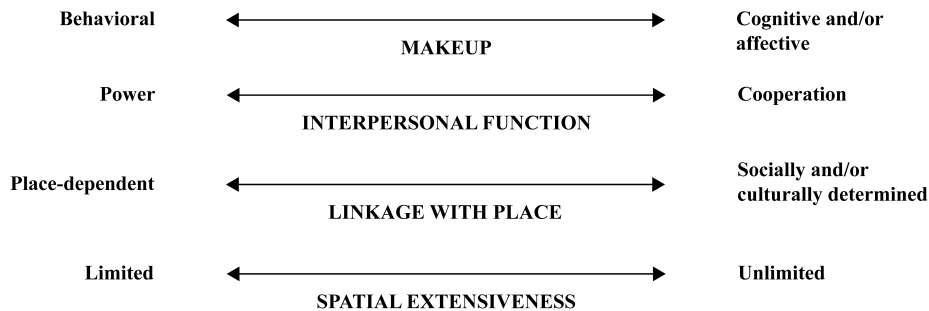 Behavioral
Cognitive and/or
affective
MAKEUP
Power
Cooperation
INTERPERSONAL FUNCTION
Place-dependent
Socially and/or
culturally determined
LINKAGE WITH PLACE
Limited
Unlimited
SPATIAL EXTENSIVENESS